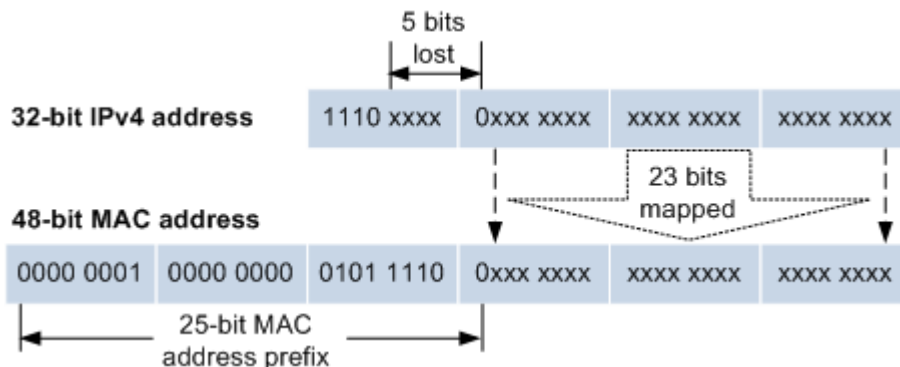 5 bits
lost
32-bit IPv4 address
1110 xxxx 0xxx xxxx xxxx xxxx xxxx xxxx
23 bits
mapped
48-bit MAC address
0000 0001 0000 0000 0101 1110 0xxx xxxx xxxx xxxx xxxx xxxx
25-bit MAC
address prefix